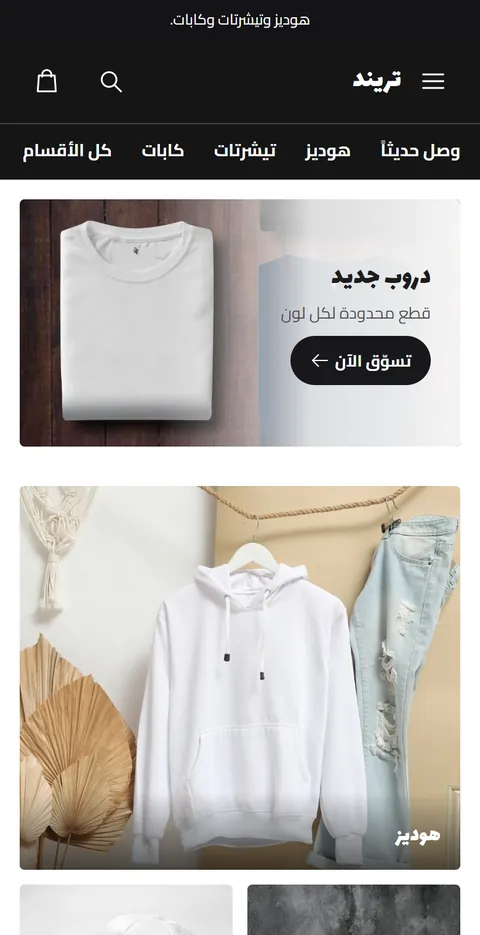 هوديز وتيشرتات وكابات.
تريند
وصل حديثاً هوديز تيشرتات كابات كل الأقسام
دروب جديد
قطع محدودة لكل لون
تسوّق الآن ←
هوديز